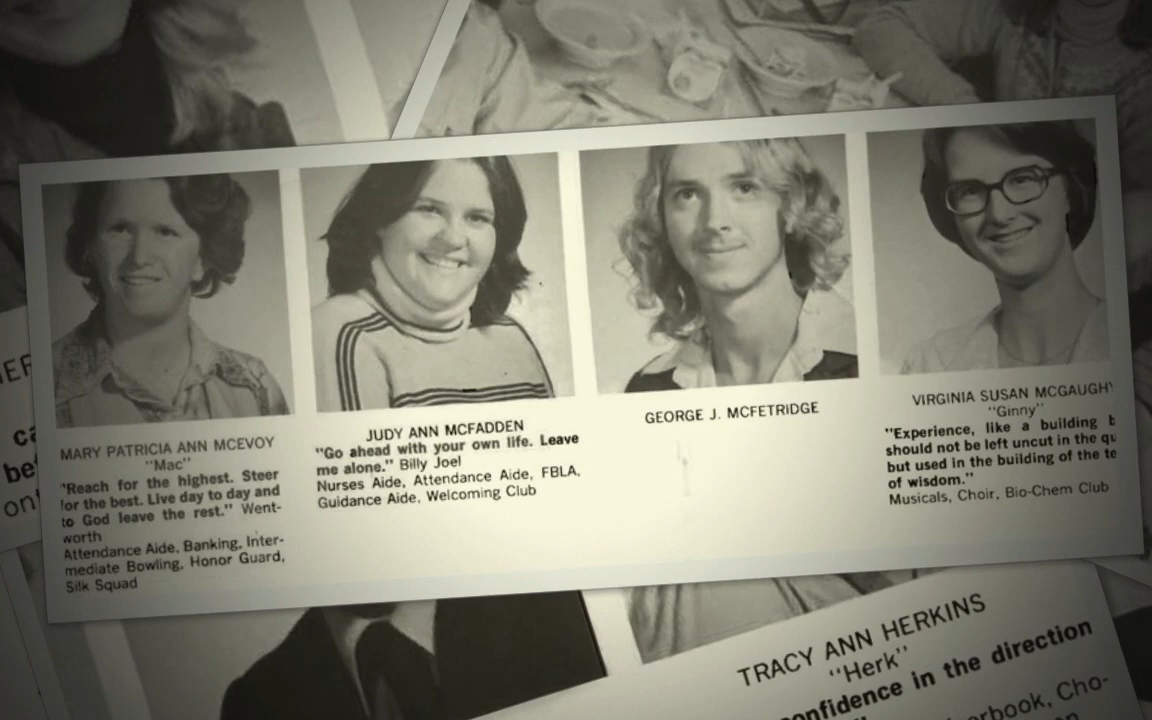 MARY PATRICIA ANN MCEVOY
"Mac"
"Reach for the highest. Steer
for the best. Live day to day and
to God leave the rest." Went-
worth
Attendance Aide, Banking, Inter-
mediate Bowling, Honor Guard,
Silk Squad
JUDY ANN MCFADDEN
"Go ahead with your own life. Leave
me alone." Billy Joel
Nurses Aide, Attendance Aide, FBLA,
Guidance Aide, Welcoming Club
GEORGE J. MCFETRIDGE
VIRGINIA SUSAN MCGAUGH
"Ginny"
"Experience, like a building
should not be left uncut in the
but used in the building of the
of wisdom."
Musicals, Choir, Bio-Chem Club
TRACY ANN HERKINS
"Herk"
confidence in the direction